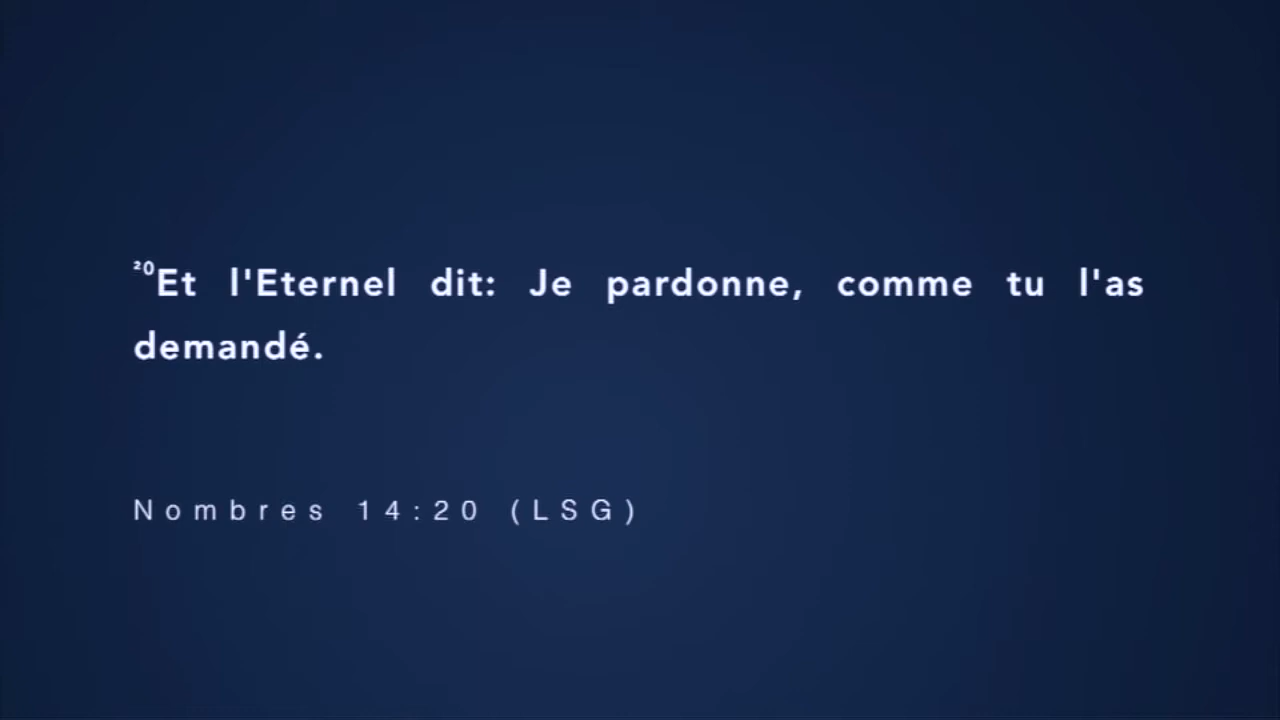 ²⁰Et l'Eternel dit: Je pardonne, comme tu l'as
demandé.
Nombres 14:20 (LSG)